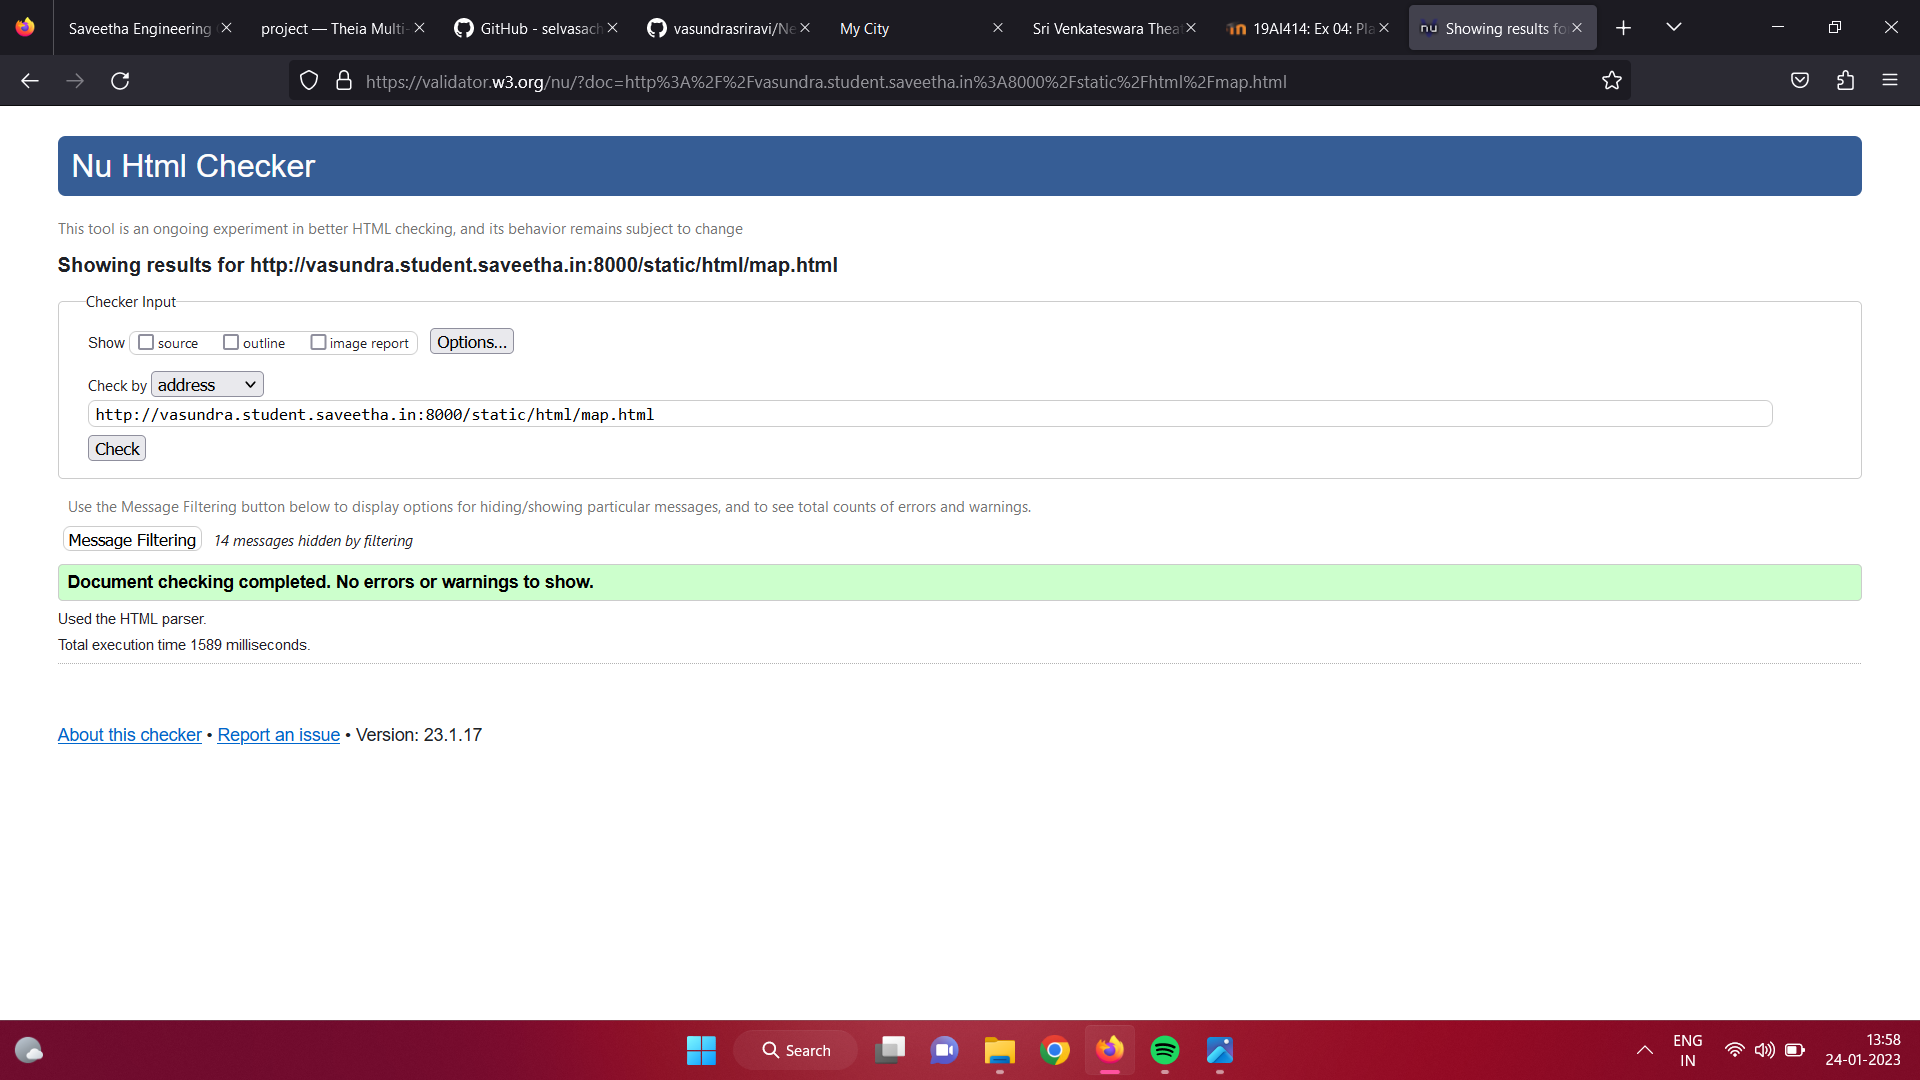 Saveetha Engineering
project — Theia Multi-
GitHub - selvasach
vasundrasriravi/Ne
My City
Sri Venkateswara Theat
19AI414: Ex 04: Pla
Showing results fo
https://validator.w3.org/nu/?doc=http%3A%2F%2Fvasundra.student.saveetha.in%3A8000%2Fstatic%2Fhtml%2Fmap.html
Nu Html Checker
This tool is an ongoing experiment in better HTML checking, and its behavior remains subject to change
Showing results for http://vasundra.student.saveetha.in:8000/static/html/map.html
Checker Input
Show source outline image report Options...
Check by address
http://vasundra.student.saveetha.in:8000/static/html/map.html
Check
Use the Message Filtering button below to display options for hiding/showing particular messages, and to see total counts of errors and warnings.
Message Filtering 14 messages hidden by filtering
Document checking completed. No errors or warnings to show.
Used the HTML parser.
Total execution time 1589 milliseconds.
About this checker • Report an issue • Version: 23.1.17
Search
ENG
IN
13:58
24-01-2023